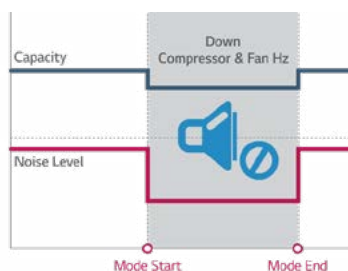 Down
Compressor & Fan Hz
Capacity
Noise Level
Mode Start
Mode End